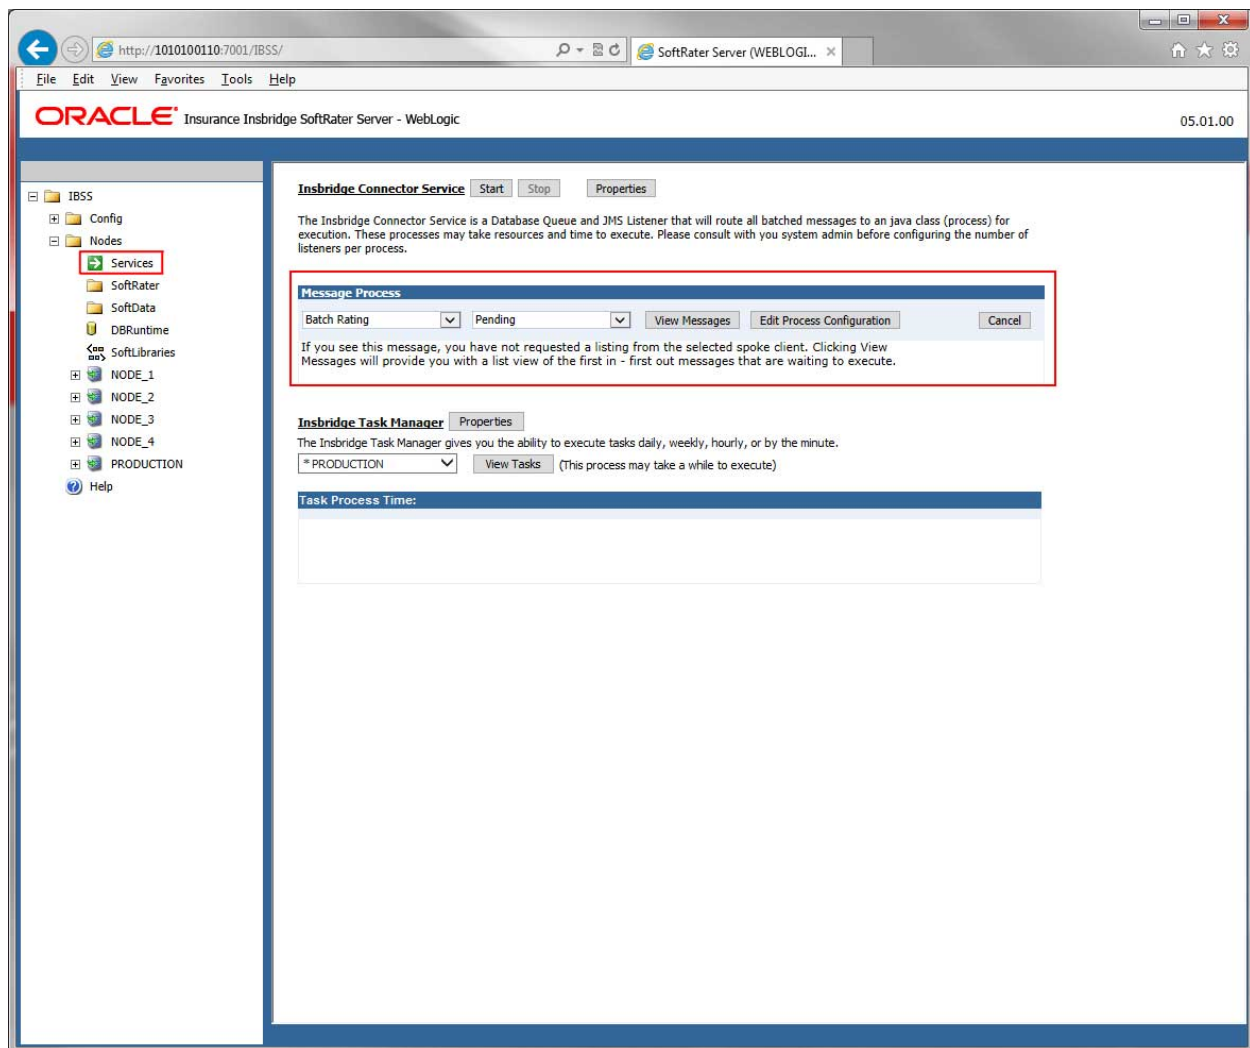 http://1010100110:7001/IBSS/
SoftRater Server (WEBLOGI...
File Edit View Favorites Tools Help
ORACLE Insurance Insbridge SoftRater Server - WebLogic
05.01.00
IBSS
Config
Nodes
Services
SoftRater
SoftData
DBRuntime
SoftLibraries
NODE_1
NODE_2
NODE_3
NODE_4
PRODUCTION
Help
Insbridge Connector Service Start Stop Properties
The Insbridge Connector Service is a Database Queue and JMS Listener that will route all batched messages to an java class (process) for
execution. These processes may take resources and time to execute. Please consult with you system admin before configuring the number of
listeners per process.
Message Process
Batch Rating Pending View Messages Edit Process Configuration Cancel
If you see this message, you have not requested a listing from the selected spoke client. Clicking View
Messages will provide you with a list view of the first in - first out messages that are waiting to execute.
Insbridge Task Manager Properties
The Insbridge Task Manager gives you the ability to execute tasks daily, weekly, hourly, or by the minute.
* PRODUCTION View Tasks (This process may take a while to execute)
Task Process Time: